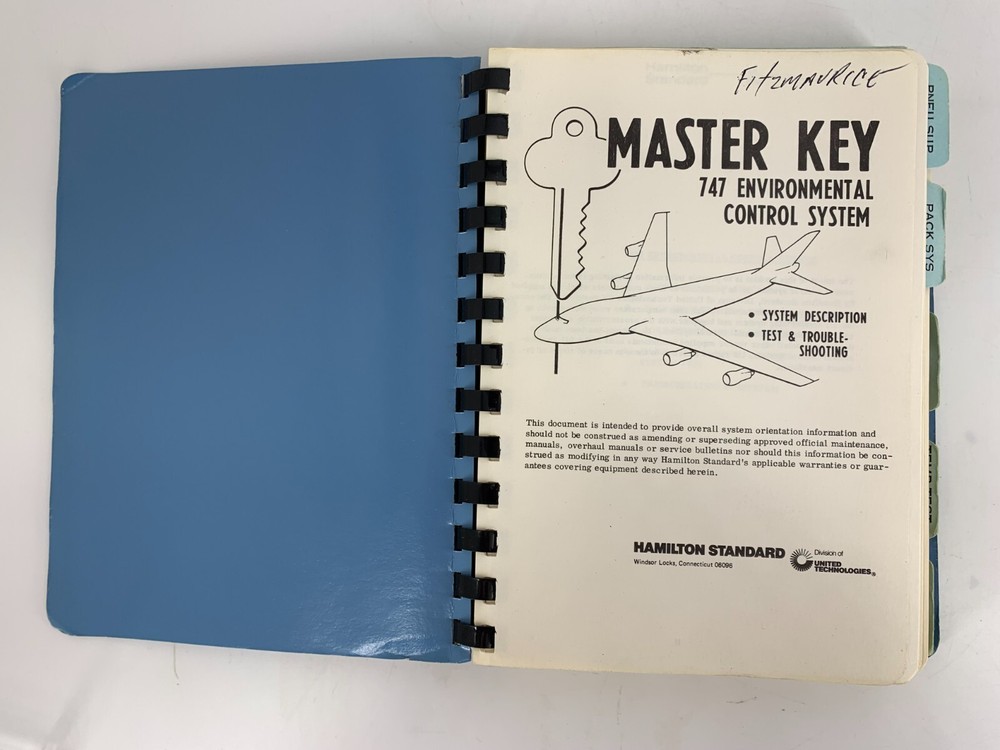 Fitzmaurice
MASTER KEY
747 ENVIRONMENTAL
CONTROL SYSTEM
• SYSTEM DESCRIPTION
• TEST & TROUBLE-
SHOOTING
This document is intended to provide overall system orientation information and
should not be construed as amending or superseding approved official maintenance,
manuals, overhaul manuals or service bulletins nor should this information be con-
strued as modifying in any way Hamilton Standard's applicable warranties or guar-
antees covering equipment described herein.
HAMILTON STANDARD
Windsor Locks, Connecticut 06096
Division of
UNITED
TECHNOLOGIES®
PNEU SUP
PACK SYS